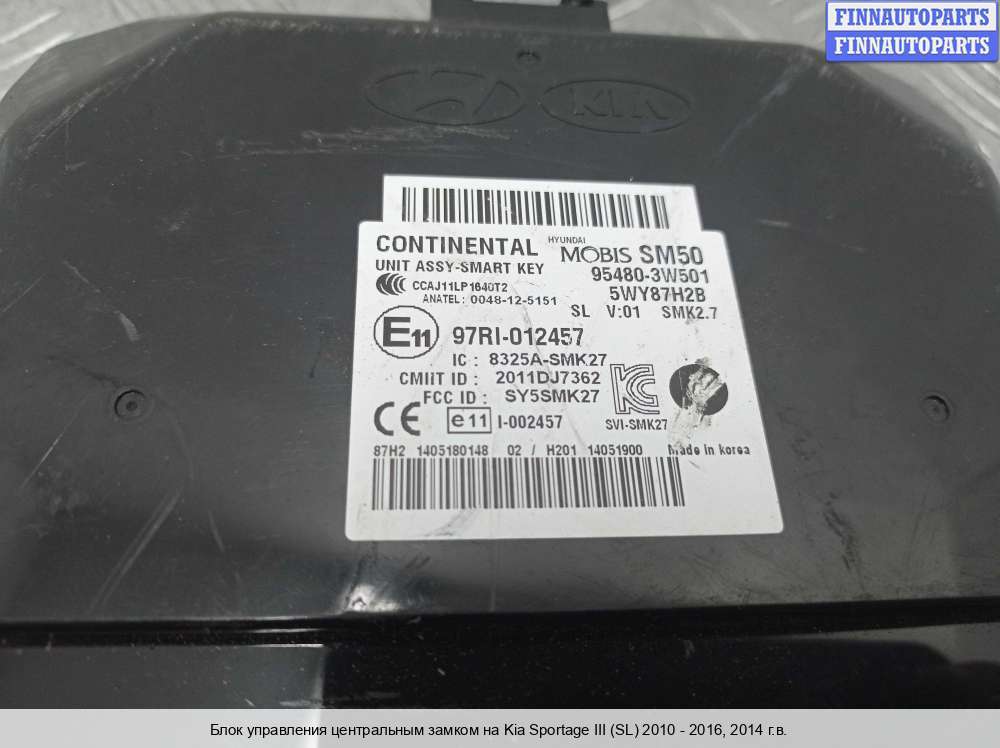 FINNAUTOPARTS
FINNAUTOPARTS
KIA
CONTINENTAL HYUNDAI MOBIS SM50
UNIT ASSY-SMART KEY 95480-3W501
CCAJ11LP1640T2 5WY87H2B
ANATEL: 0048-12-5151 SL V:01 SMK2.7
E11 97RI-012457
IC : 8325A-SMK27
CMIIT ID : 2011DJ7362
FCC ID : SY5SMK27
CE e11 I-002457 SVI-SMK27
87H2 1405180148 02 / H201 14051900 Made in korea
Блок управления центральным замком на Kia Sportage III (SL) 2010 - 2016, 2014 г.в.